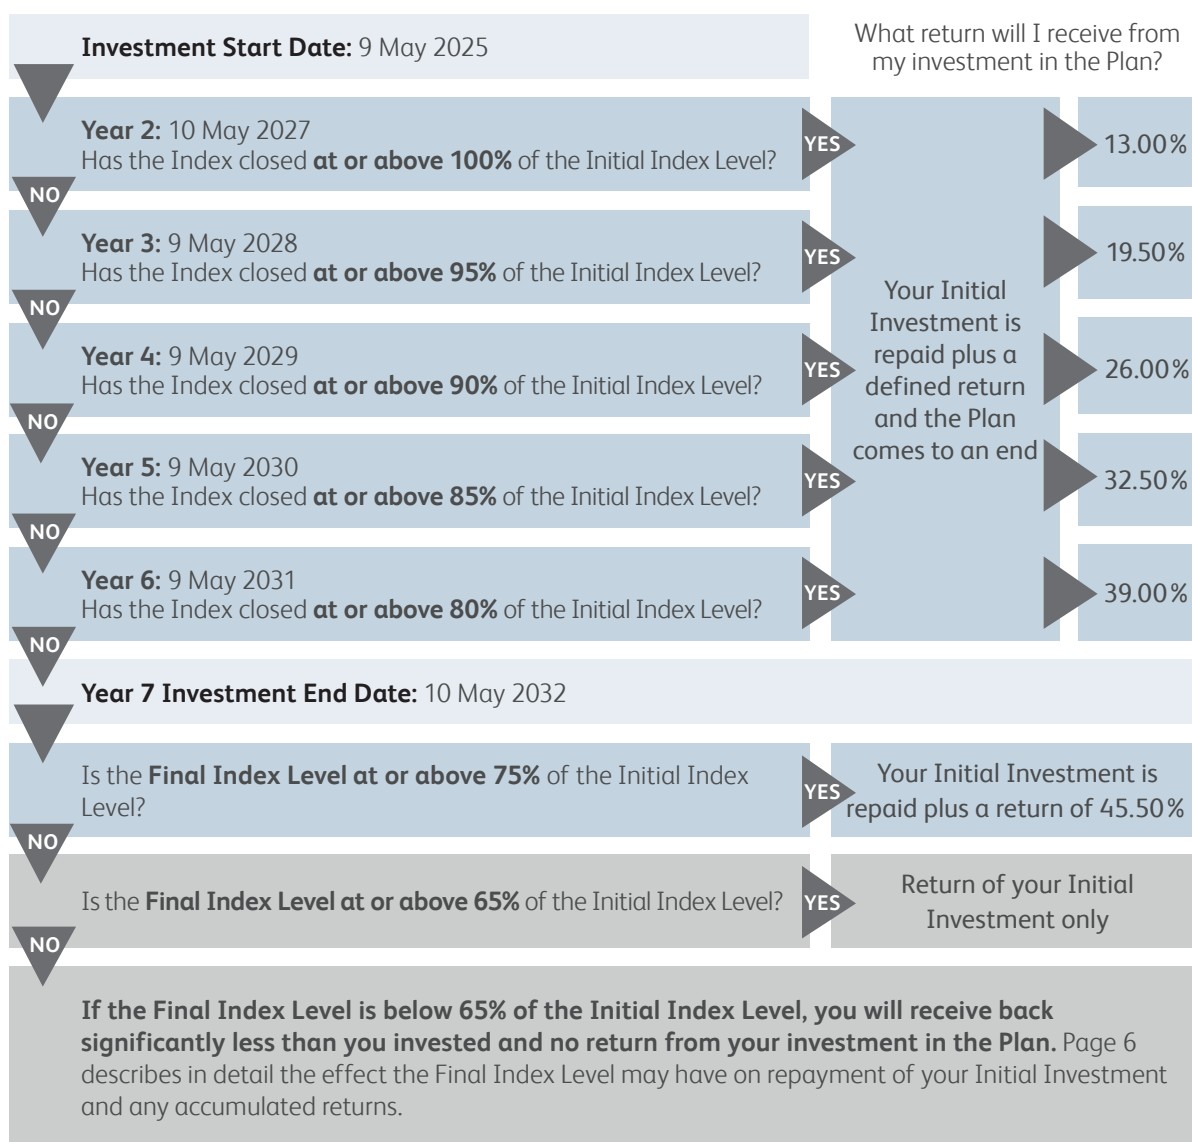 Investment Start Date: 9 May 2025
What return will I receive from
my investment in the Plan?
Year 2: 10 May 2027
Has the Index closed at or above 100% of the Initial Index Level?
YES
13.00%
NO
Year 3: 9 May 2028
Has the Index closed at or above 95% of the Initial Index Level?
YES
19.50%
NO
Year 4: 9 May 2029
Has the Index closed at or above 90% of the Initial Index Level?
YES
26.00%
NO
Year 5: 9 May 2030
Has the Index closed at or above 85% of the Initial Index Level?
YES
32.50%
NO
Year 6: 9 May 2031
Has the Index closed at or above 80% of the Initial Index Level?
YES
39.00%
Your Initial
Investment is
repaid plus a
defined return
and the Plan
comes to an end
NO
Year 7 Investment End Date: 10 May 2032
Is the Final Index Level at or above 75% of the Initial Index
Level?
YES
Your Initial Investment is
repaid plus a return of 45.50%
NO
Is the Final Index Level at or above 65% of the Initial Index Level?
YES
Return of your Initial
Investment only
NO
If the Final Index Level is below 65% of the Initial Index Level, you will receive back
significantly less than you invested and no return from your investment in the Plan. Page 6
describes in detail the effect the Final Index Level may have on repayment of your Initial Investment
and any accumulated returns.